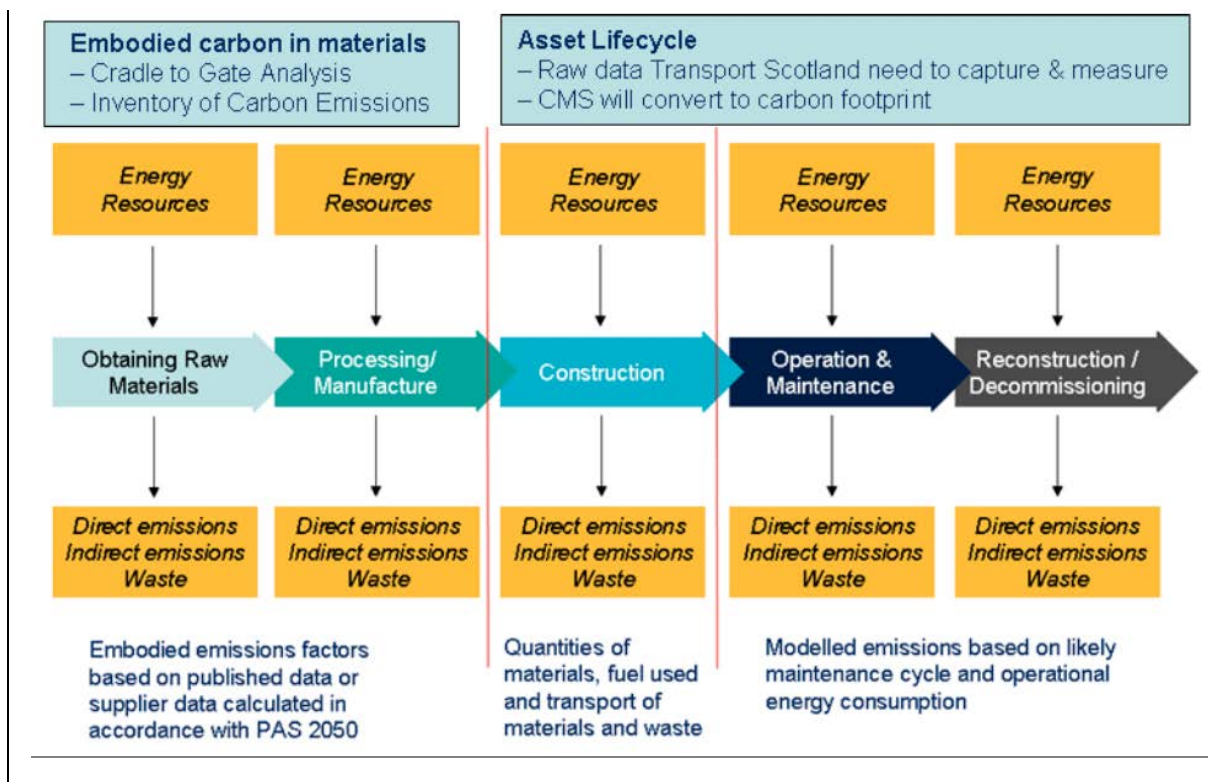 Embodied carbon in materials
– Cradle to Gate Analysis
– Inventory of Carbon Emissions
Asset Lifecycle
– Raw data Transport Scotland need to capture & measure
– CMS will convert to carbon footprint
Energy
Resources
Energy
Resources
Energy
Resources
Energy
Resources
Energy
Resources
Obtaining Raw
Materials
Processing/
Manufacture
Construction
Operation &
Maintenance
Reconstruction /
Decommissioning
Direct emissions
Indirect emissions
Waste
Direct emissions
Indirect emissions
Waste
Direct emissions
Indirect emissions
Waste
Direct emissions
Indirect emissions
Waste
Direct emissions
Indirect emissions
Waste
Embodied emissions factors
based on published data or
supplier data calculated in
accordance with PAS 2050
Quantities of
materials, fuel used
and transport of
materials and waste
Modelled emissions based on likely
maintenance cycle and operational
energy consumption